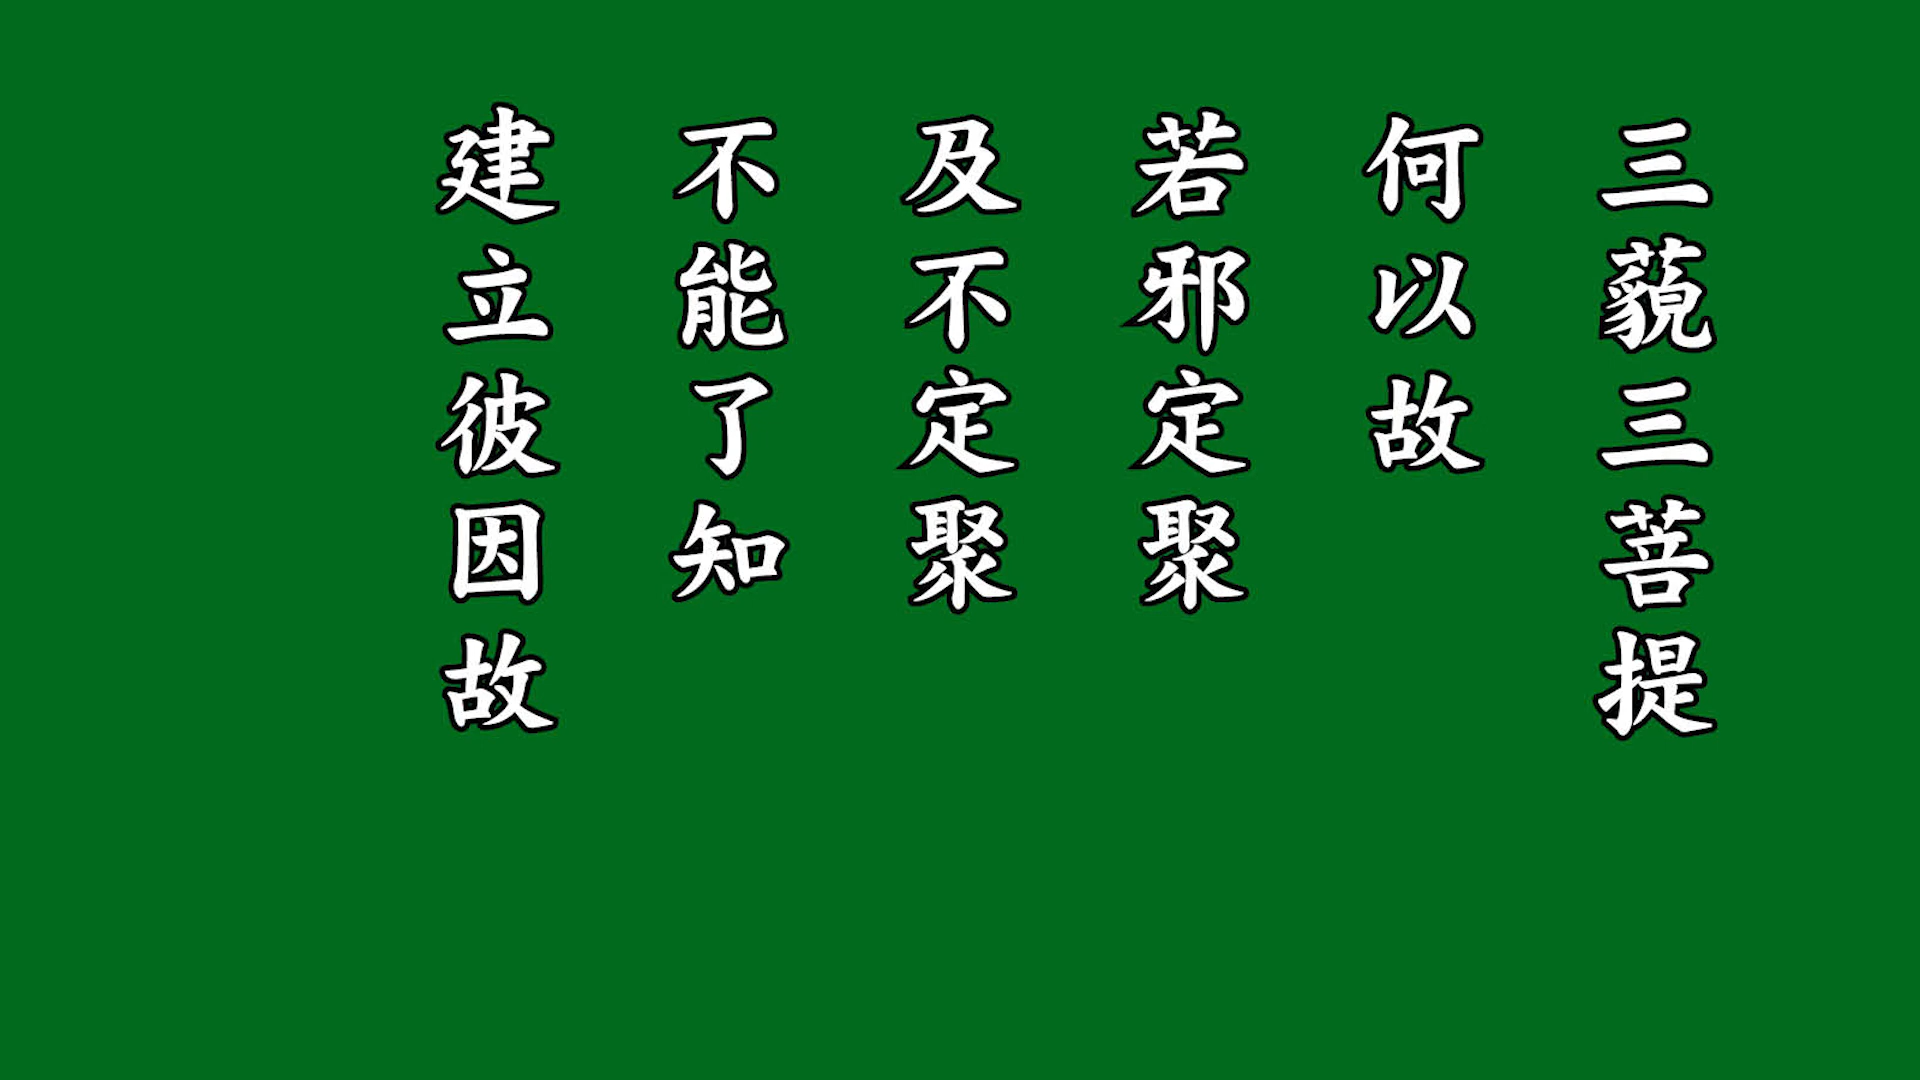 三藐三菩提
何以故
若邪定聚
及不定聚
不能了知
建立彼因故